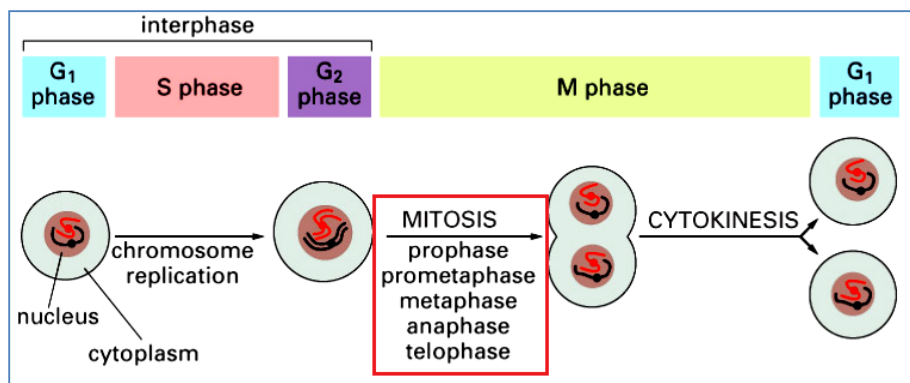 interphase
G₁ phase
S phase
G₂ phase
M phase
G₁ phase
MITOSIS
CYTOKINESIS
chromosome
replication
prophase
prometaphase
metaphase
anaphase
telophase
nucleus
cytoplasm